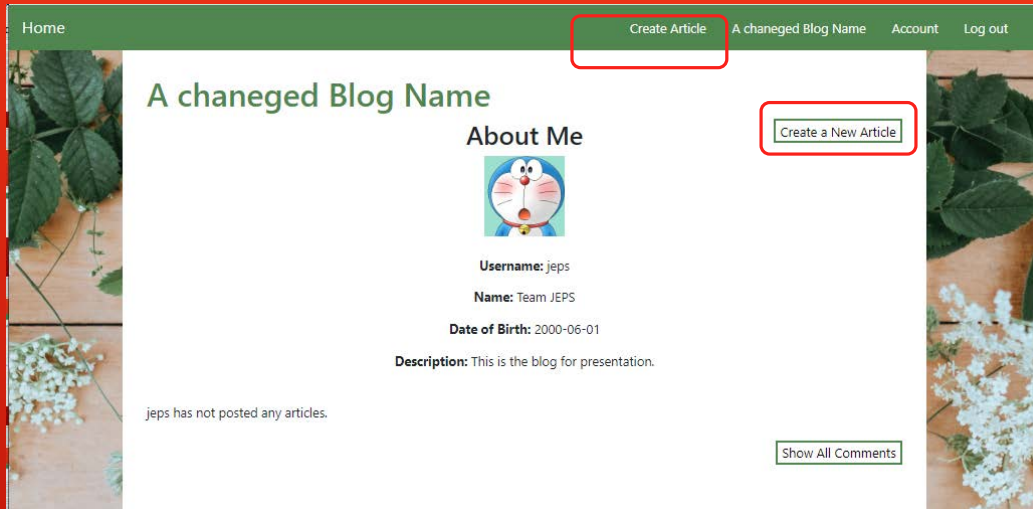 Home Create Article A chaneged Blog Name Account Log out
A chaneged Blog Name
About Me
Create a New Article
Username: jeps
Name: Team JEPS
Date of Birth: 2000-06-01
Description: This is the blog for presentation.
jeps has not posted any articles.
Show All Comments